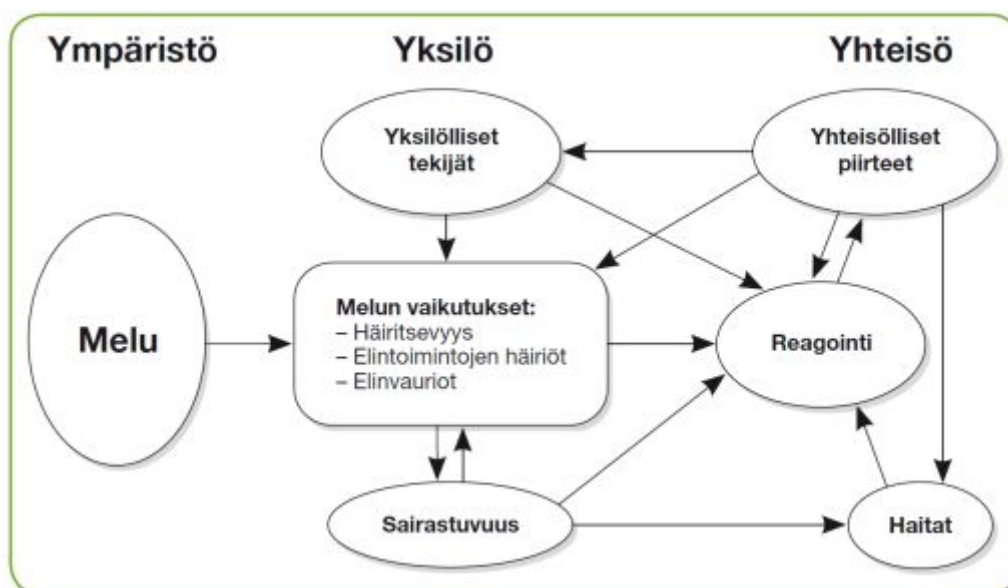 Ympäristö
Yksilö
Yhteisö
Yksilölliset
tekijät
Yhteisölliset
piirteet
Melu
Melun vaikutukset:
– Häiritsevyys
– Elintoimintojen häiriöt
– Elinvauriot
Reagointi
Sairastuvuus
Haitat